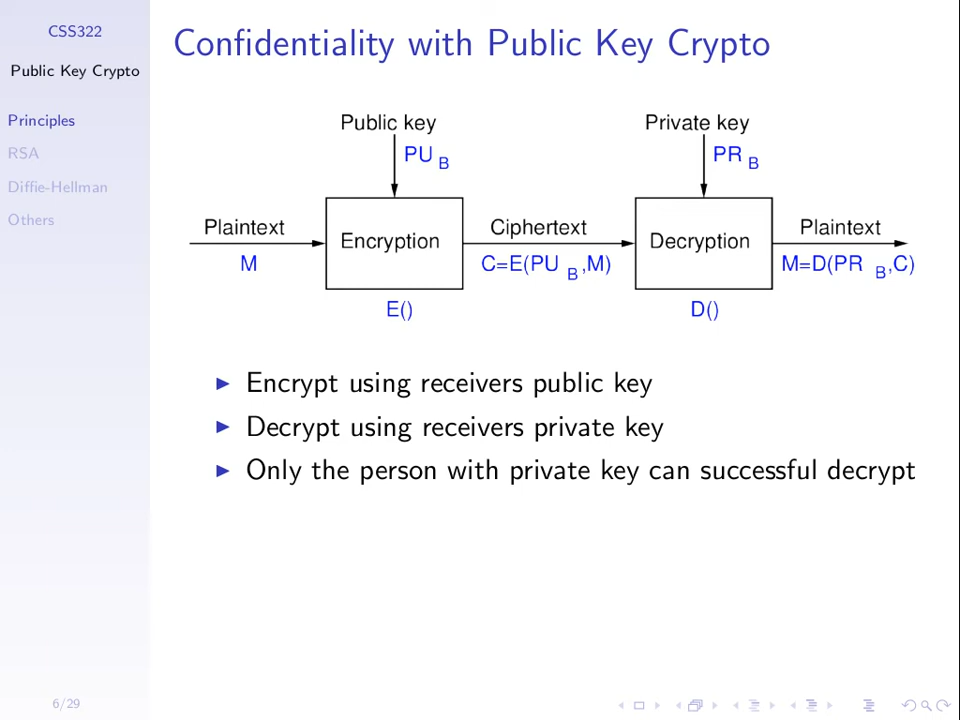 CSS322
Public Key Crypto
Principles
RSA
Diffie-Hellman
Others
Confidentiality with Public Key Crypto
Public key
Private key
PU B
PR B
Plaintext
Encryption
Ciphertext
Decryption
Plaintext
M
C=E(PU B,M)
M=D(PR B,C)
E()
D()
Encrypt using receivers public key
Decrypt using receivers private key
Only the person with private key can successful decrypt
6/29